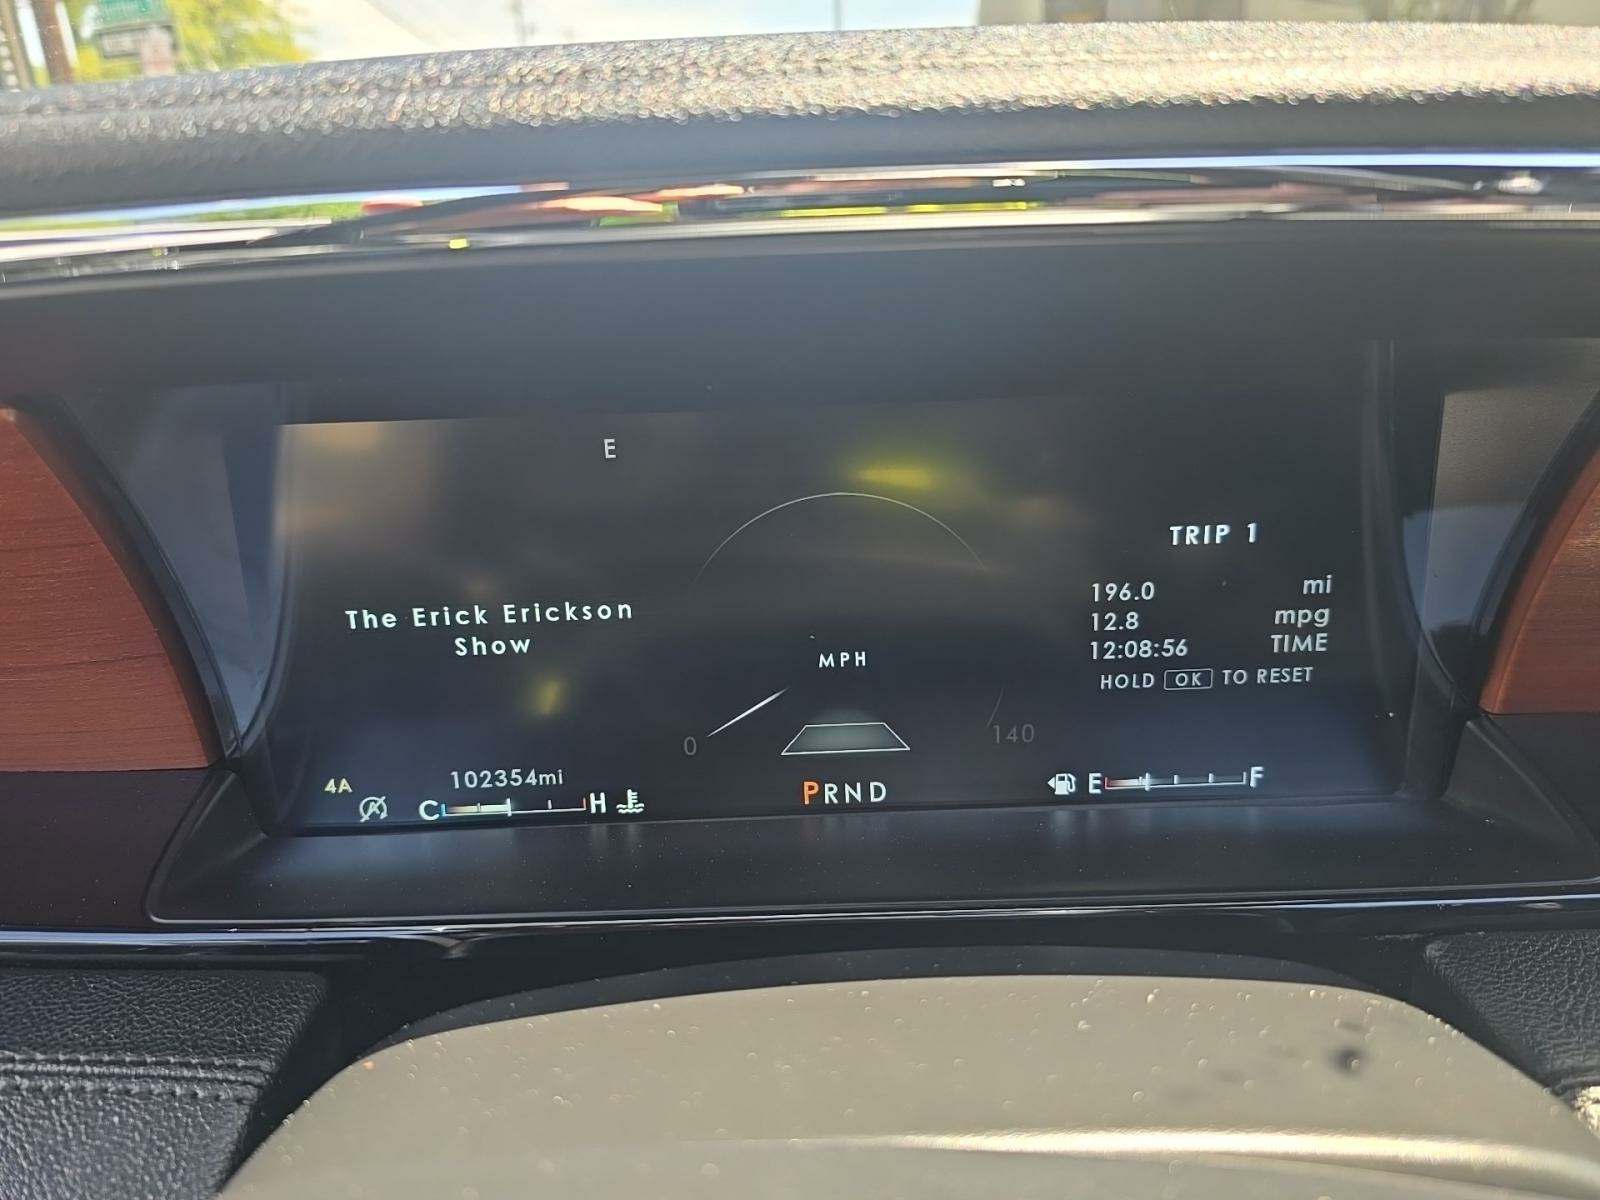 E
TRIP 1
196.0 mi
12.8 mpg
12:08:56 TIME
HOLD OK TO RESET
The Erick Erickson
Show
MPH
0
140
4A
102354mi
C H
PRND
E F